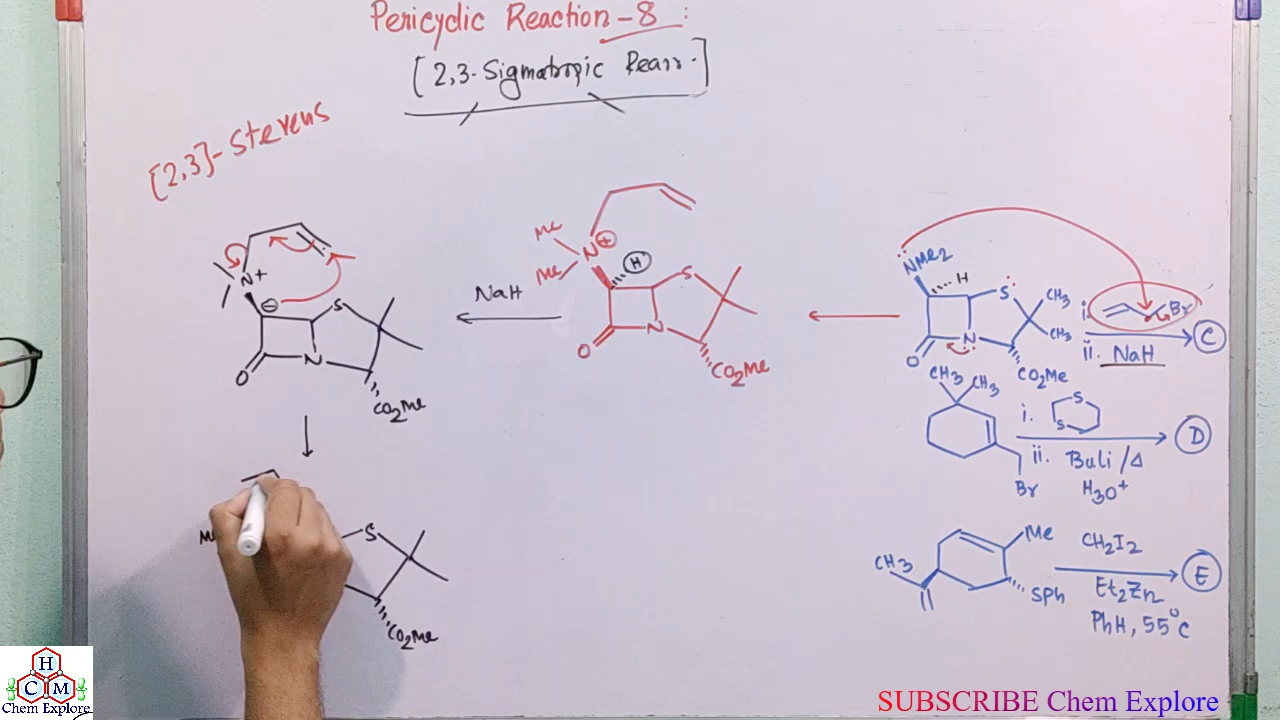 Pericyclic Reaction - 8 :
[2,3-Sigmatropic Rearr.]
[2,3]-Stevens
N+
⊖
S
O
N
CO2Me
Me
Me
N
⊕
H
S
O
N
CO2Me
NaH
NMe2
H
S
CH3
CH3
O
N
CO2Me
i.
Br
ii. NaH
C
CH3
CH3
Br
i.
S
S
ii. Buli /Δ
H3O+
D
CH3
Me
SPh
CH2I2
Et2Zn
PhH, 55°C
E
S
CO2Me
H
C M
Chem Explore
SUBSCRIBE Chem Explore